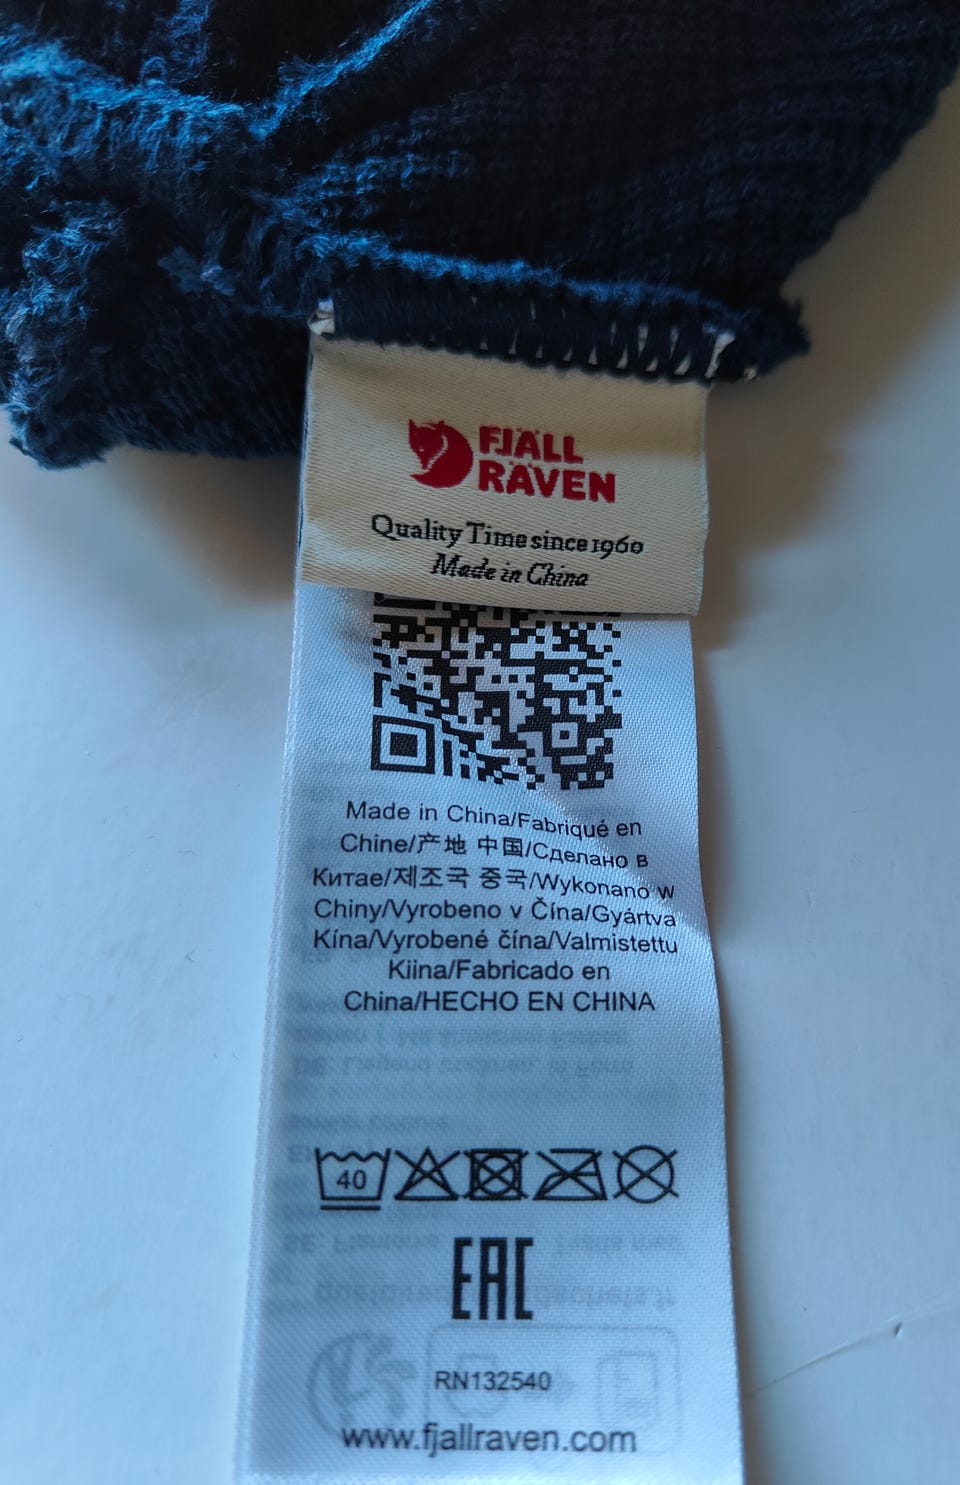 FJÄLL
RÄVEN
Quality Time since 1960
Made in China
Made in China/Fabriqué en
Chine/产地 中国/Сделано в
Китае/제조국 중국/Wykonano w
Chiny/Vyrobeno v Čína/Gyártva
Kína/Vyrobené čína/Valmistettu
Kiina/Fabricado en
China/HECHO EN CHINA
40
EAC
RN132540
www.fjallraven.com